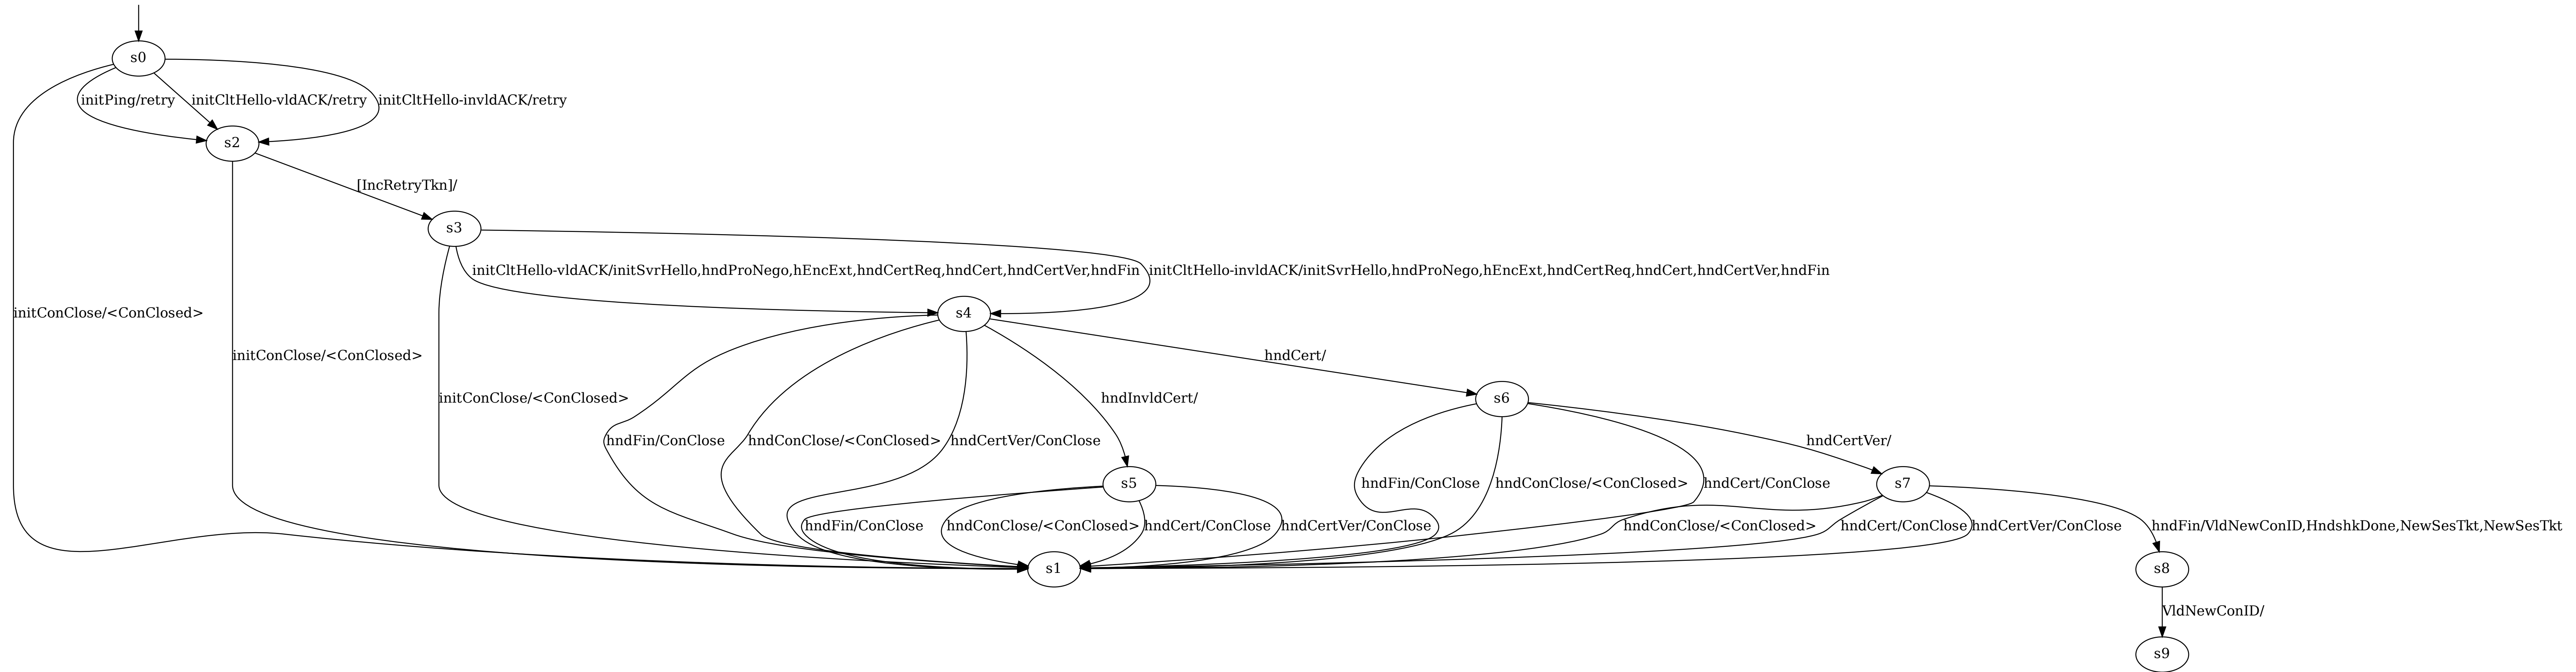 s0
initPing/retry
initCltHello-vldACK/retry
initCltHello-invldACK/retry
s2
[IncRetryTkn]/
s3
initCltHello-vldACK/initSvrHello,hndProNego,hEncExt,hndCertReq,hndCert,hndCertVer,hndFin
initCltHello-invldACK/initSvrHello,hndProNego,hEncExt,hndCertReq,hndCert,hndCertVer,hndFin
initConClose/<ConClosed>
s4
initConClose/<ConClosed>
hndCert/
initConClose/<ConClosed>
hndInvldCert/
s6
hndFin/ConClose
hndConClose/<ConClosed>
hndCertVer/ConClose
hndCertVer/
s5
hndFin/ConClose
hndConClose/<ConClosed>
hndCert/ConClose
s7
hndFin/ConClose
hndConClose/<ConClosed>
hndCert/ConClose
hndCertVer/ConClose
hndConClose/<ConClosed>
hndCert/ConClose
hndCertVer/ConClose
hndFin/VldNewConID,HndshkDone,NewSesTkt,NewSesTkt
s1
s8
VldNewConID/
s9